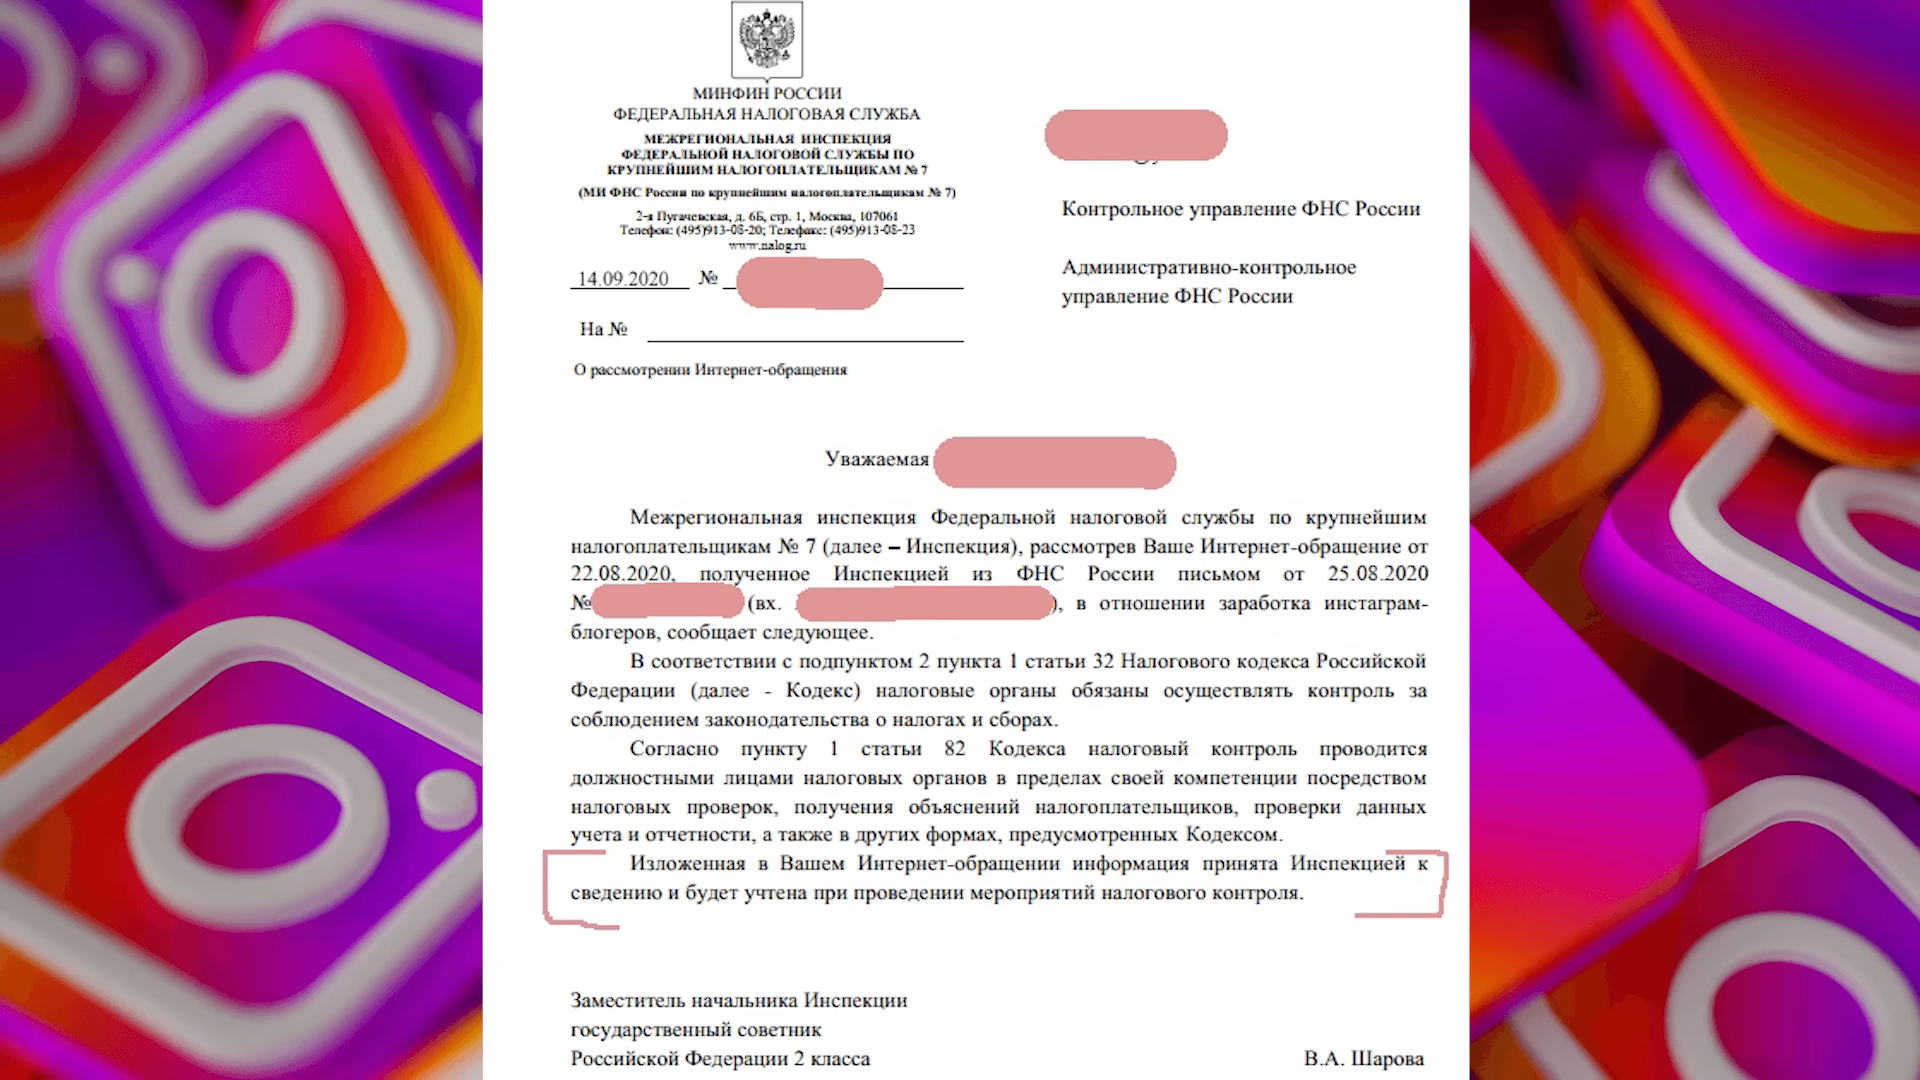 МИНФИН РОССИИ
ФЕДЕРАЛЬНАЯ НАЛОГОВАЯ СЛУЖБА
МЕЖРЕГИОНАЛЬНАЯ ИНСПЕКЦИЯ
ФЕДЕРАЛЬНОЙ НАЛОГОВОЙ СЛУЖБЫ ПО
КРУПНЕЙШИМ НАЛОГОПЛАТЕЛЬЩИКАМ № 7
(МИ ФНС России по крупнейшим налогоплательщикам № 7)
2-я Пугачевская, д. 6Б, стр. 1, Москва, 107061
Телефон: (495)913-08-20; Телефакс: (495)913-08-23
www.nalog.ru
14.09.2020 №
На №
О рассмотрении Интернет-обращения
Контрольное управление ФНС России
Административно-контрольное
управление ФНС России
Уважаемая
Межрегиональная инспекция Федеральной налоговой службы по крупнейшим
налогоплательщикам № 7 (далее – Инспекция), рассмотрев Ваше Интернет-обращение от
22.08.2020, полученное Инспекцией из ФНС России письмом от 25.08.2020
№ (вх. ), в отношении заработка инстаграм-
блогеров, сообщает следующее.
В соответствии с подпунктом 2 пункта 1 статьи 32 Налогового кодекса Российской
Федерации (далее - Кодекс) налоговые органы обязаны осуществлять контроль за
соблюдением законодательства о налогах и сборах.
Согласно пункту 1 статьи 82 Кодекса налоговый контроль проводится
должностными лицами налоговых органов в пределах своей компетенции посредством
налоговых проверок, получения объяснений налогоплательщиков, проверки данных
учета и отчетности, а также в других формах, предусмотренных Кодексом.
Изложенная в Вашем Интернет-обращении информация принята Инспекцией к
сведению и будет учтена при проведении мероприятий налогового контроля.
Заместитель начальника Инспекции
государственный советник
Российской Федерации 2 класса
В.А. Шарова